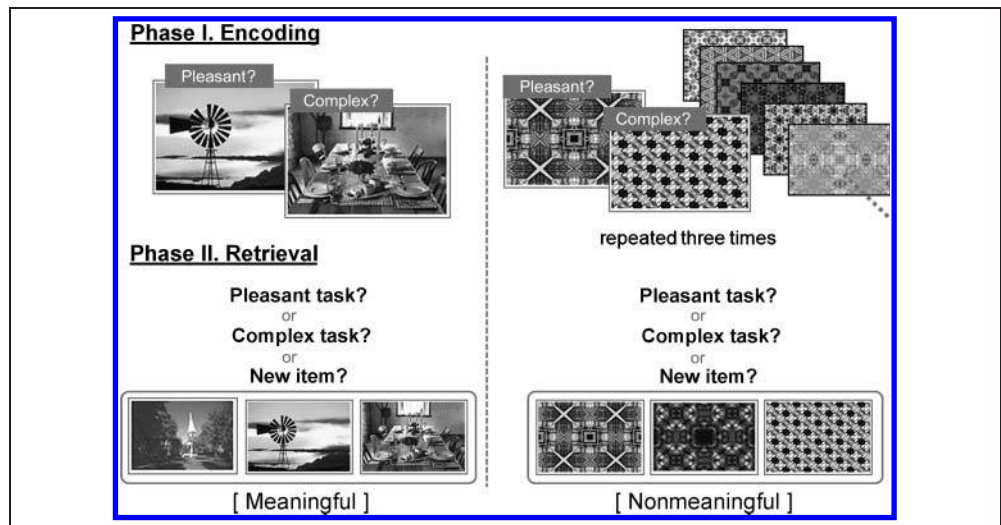 Phase I. Encoding
Pleasant?
Complex?
Pleasant?
Complex?
repeated three times
Phase II. Retrieval
Pleasant task?
or
Complex task?
or
New item?
[ Meaningful ]
Pleasant task?
or
Complex task?
or
New item?
[ Nonmeaningful ]